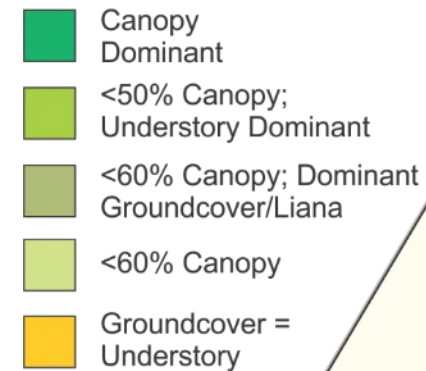 Canopy
Dominant
<50% Canopy;
Understory Dominant
<60% Canopy; Dominant
Groundcover/Liana
<60% Canopy
Groundcover =
Understory